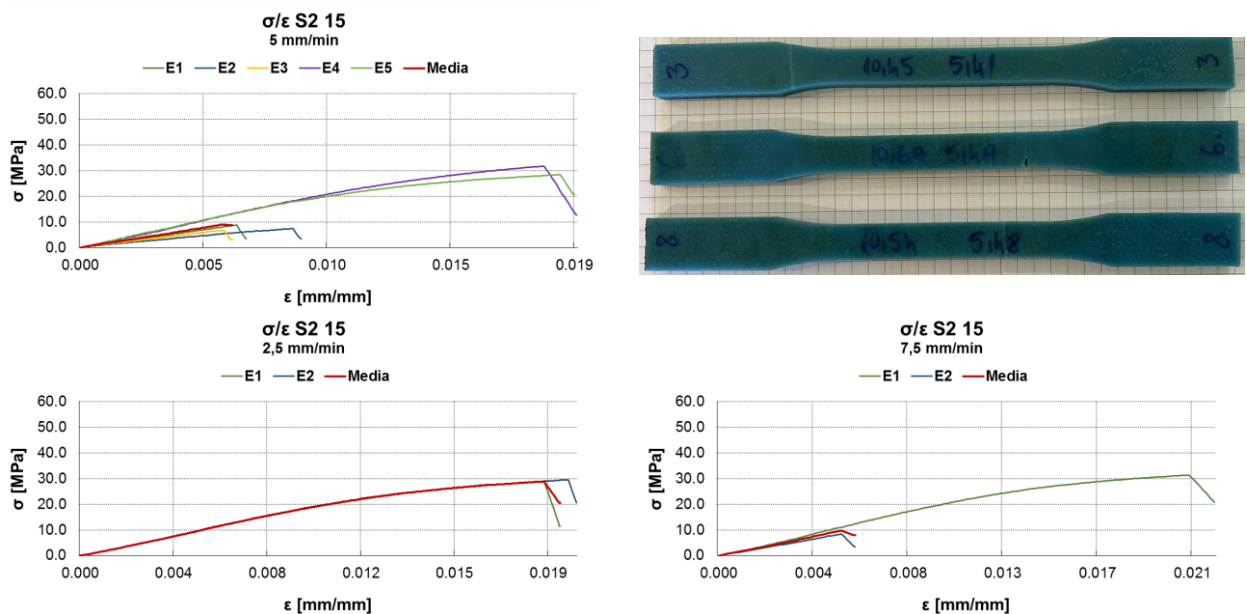 σ/ε S2 15
5 mm/min
E1 E2 E3 E4 E5 Media
60.0
50.0
40.0
30.0
20.0
10.0
0.0
σ [MPa]
0.000 0.005 0.010 0.015 0.019
ε [mm/mm]
3 10,45 5,41 3
6. 10,69 5,49 6.
8 10,54 5,48 8
σ/ε S2 15
2,5 mm/min
E1 E2 Media
60.0
50.0
40.0
30.0
20.0
10.0
0.0
σ [MPa]
0.000 0.004 0.008 0.012 0.015 0.019
ε [mm/mm]
σ/ε S2 15
7,5 mm/min
E1 E2 Media
60.0
50.0
40.0
30.0
20.0
10.0
0.0
σ [MPa]
0.000 0.004 0.008 0.013 0.017 0.021
ε [mm/mm]